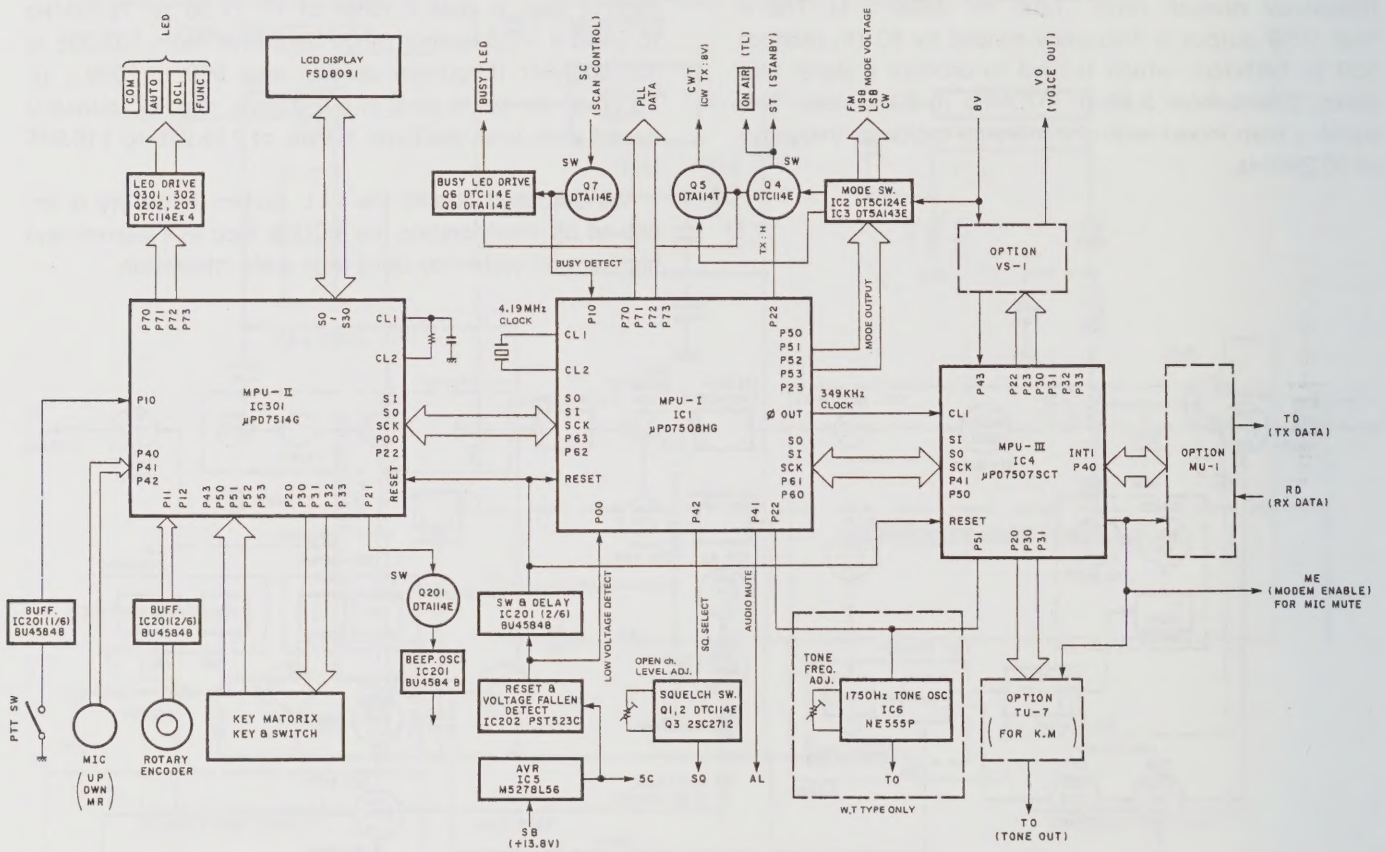 LED
COM
AUTO
DCL
FUNC
LCD DISPLAY
FSD8091
BUSY LED
SC
(SCAN CONTROL)
PLL
DATA
CWT
(CW TX : 8V)
ON AIR (TL)
ST (STANDBY)
FM
USB
LSB
CW
MODE VOLTAGE
8V
VO
(VOICE OUT)
LED DRIVE
Q301, 302
Q202, 203
DTC114E x 4
BUSY LED DRIVE
Q6 DTC114E
Q8 DTA114E
SW
Q7
DTA114E
Q5
DTA114T
SW
Q4
DTC114E
MODE SW.
IC2 DT5C124E
IC3 DT5A143E
OPTION
VS-1
BUSY DETECT
TX : H
MODE OUTPUT
P70
P71
P72
P73
S0
~
S30
CL1
CL2
MPU-II
IC301
μPD7514G
P10
P40
P41
P42
SI
SO
SCK
P00
P22
RESET
P11
P12
P43
P50
P51
P52
P53
P20
P30
P31
P32
P33
P21
4.19MHz
CLOCK
P10
P70
P71
P72
P73
P22
CL1
CL2
P50
P51
P52
P53
P23
MPU-I
IC1
μPD7508HG
SO
SI
SCK
P63
P62
RESET
Ø OUT
SO
SI
SCK
P61
P60
P00
P42
P41
P22
349KHz
CLOCK
P43
P22
P23
P30
P31
P32
P33
CL1
SI
SO
SCK
P41
P50
RESET
MPU-III
IC4
μPD7507SCT
INT1
P40
P51
P20
P30
P31
OPTION
MU-1
TD
(TX DATA)
RD
(RX DATA)
ME
(MODEM ENABLE)
FOR MIC MUTE
BUFF.
IC201(1/6)
BU4584B
BUFF.
IC201(2/6)
BU4584B
SW
Q201
DTA114E
BEEP. OSC
IC201
BU4584B
SW & DELAY
IC201 (2/6)
BU4584B
LOW VOLTAGE DETECT
RESET &
VOLTAGE FALLEN
DETECT
IC202 PST523C
AVR
IC5
M5278L56
5C
SB
(+13.8V)
OPEN ch.
LEVEL ADJ.
SQL SELECT
SQUELCH SW.
Q1,2 DTC114E
Q3 2SC2712
SQ
AUDIO MUTE
AL
TONE
FREQ.
ADJ.
1750Hz TONE OSC
IC6
NE555P
TO
W,T TYPE ONLY
OPTION
TU-7
(FOR K.M)
TO
(TONE OUT)
PTT SW
MIC
(UP
DWN
MR)
ROTARY
ENCODER
KEY MATORIX
KEY & SWITCH